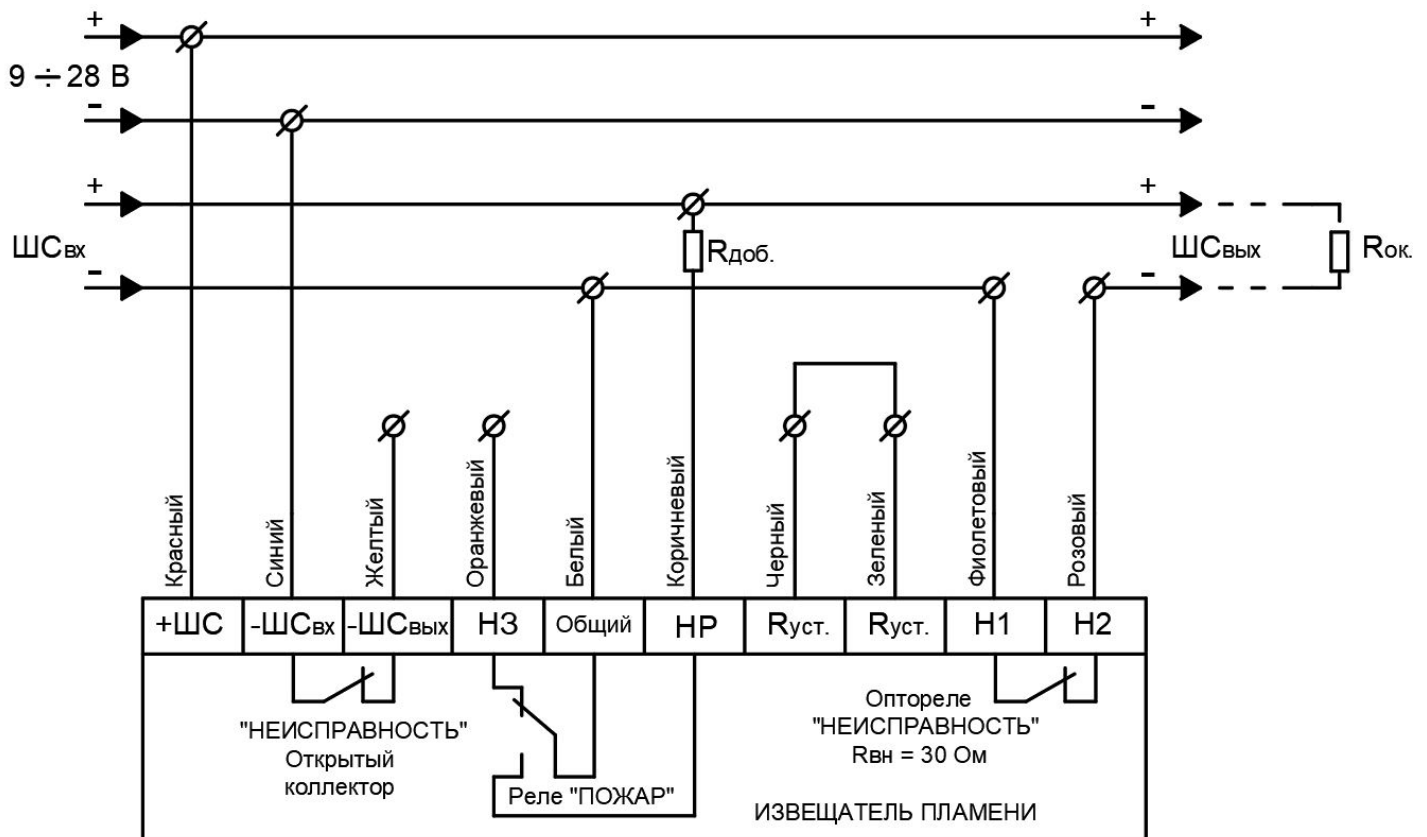 + +
9 ÷ 28 В
- -
+ +
ШСвх Rдоб. ШСвых Rок.
- -
Красный
Синий
Желтый
Оранжевый
Белый
Коричневый
Черный
Зеленый
Фиолетовый
Розовый
+ШС -ШСвх -ШСвых НЗ Общий НР Rуст. Rуст. Н1 Н2
"НЕИСПРАВНОСТЬ"
Открытый
коллектор
Реле "ПОЖАР"
Оптореле
"НЕИСПРАВНОСТЬ"
Rвн = 30 Ом
ИЗВЕЩАТЕЛЬ ПЛАМЕНИ